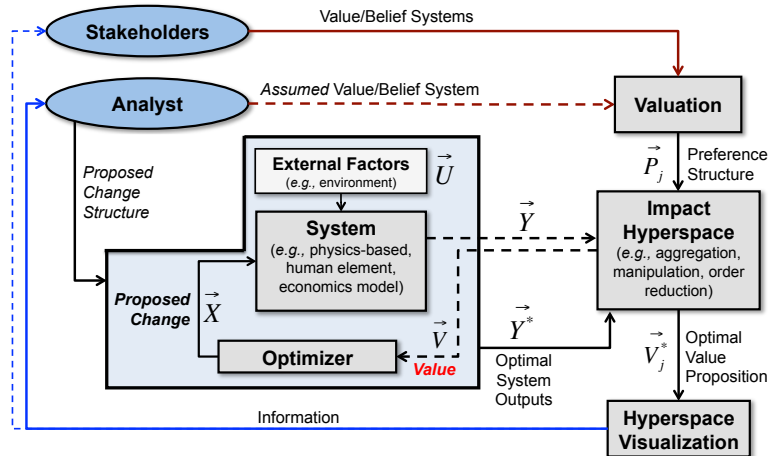 Stakeholders
Value/Belief Systems
Analyst
Assumed Value/Belief System
Valuation
Proposed
Change
Structure
External Factors
(e.g., environment)
U
P_j
Preference
Structure
System
(e.g., physics-based,
human element,
economics model)
Y
Impact
Hyperspace
(e.g., aggregation,
manipulation, order
reduction)
Proposed
Change
X
Optimizer
V
Value
Y*
Optimal
System
Outputs
V_j*
Optimal
Value
Proposition
Information
Hyperspace
Visualization